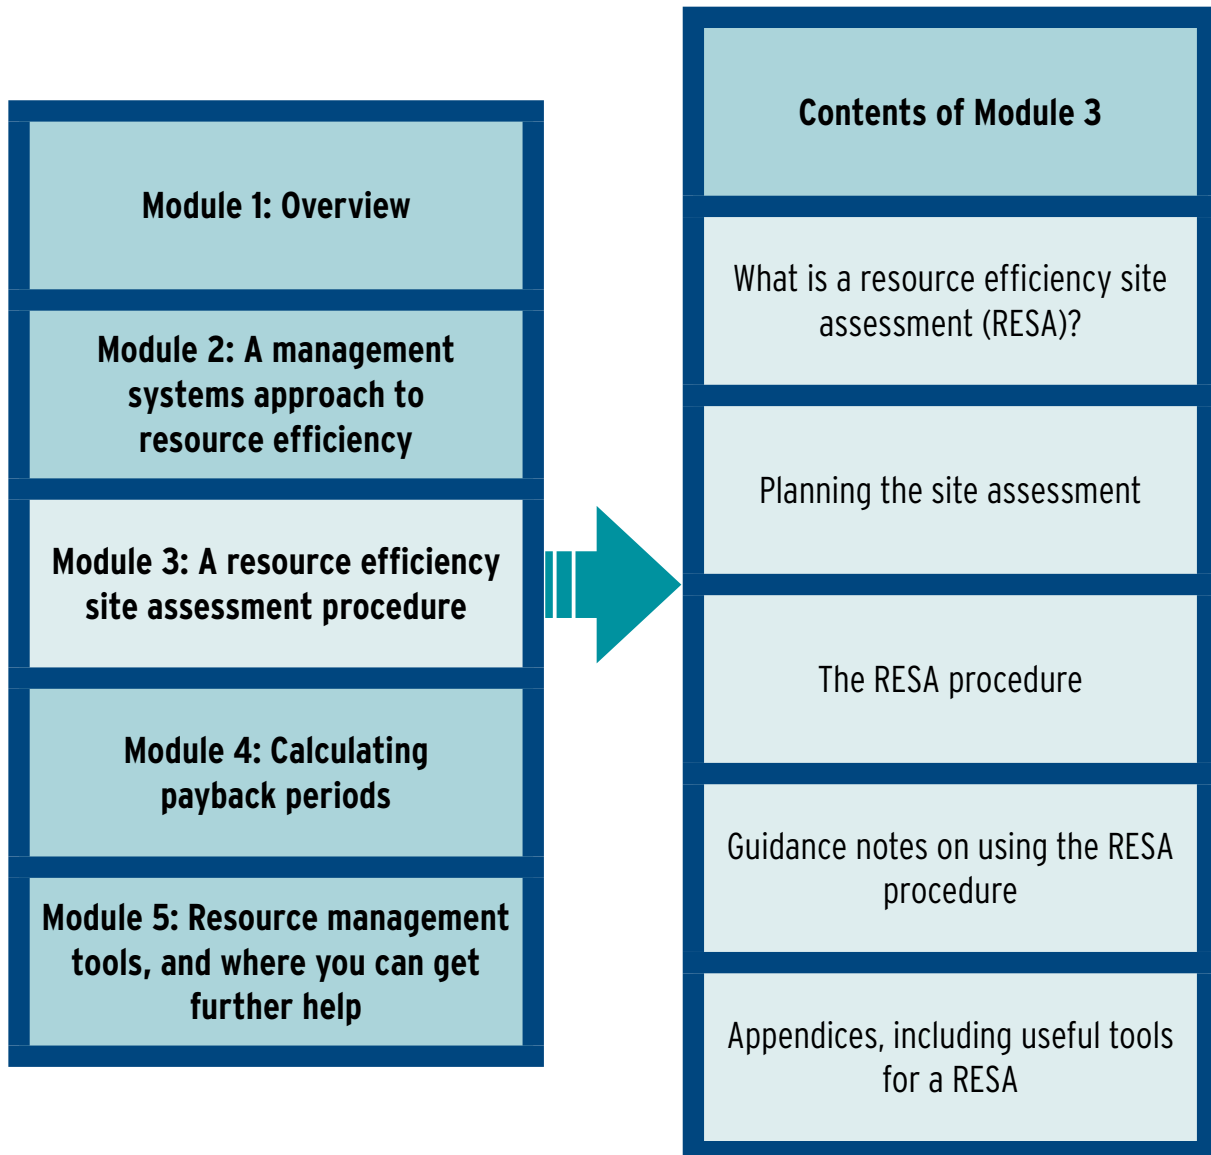 Module 1: Overview
Module 2: A management
systems approach to
resource efficiency
Module 3: A resource efficiency
site assessment procedure
Module 4: Calculating
payback periods
Module 5: Resource management
tools, and where you can get
further help
Contents of Module 3
What is a resource efficiency site
assessment (RESA)?
Planning the site assessment
The RESA procedure
Guidance notes on using the RESA
procedure
Appendices, including useful tools
for a RESA